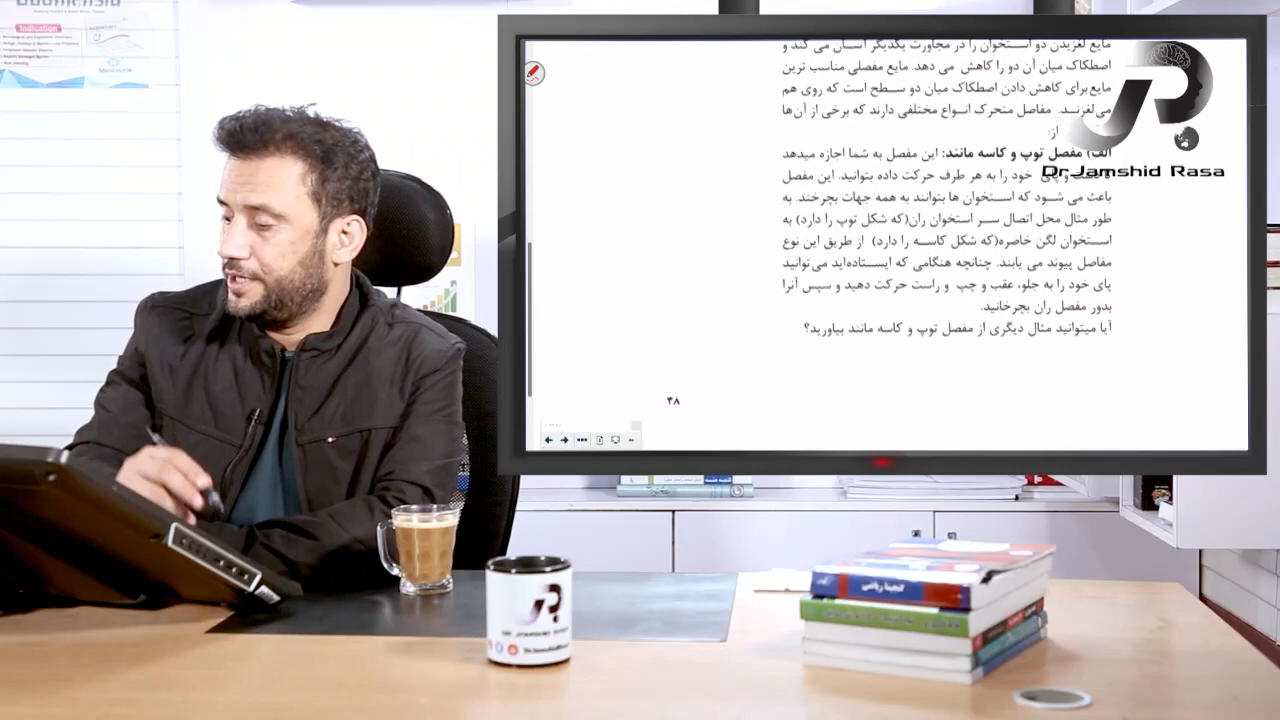 Indication
مایع لغزیدن دو استخوان را در مجاورت یکدیگر آسان می کند و
اصطکاک میان آن دو را کاهش می دهد. مایع مفصلی مناسب ترین
مایع برای کاهش دادن اصطکاک میان دو سطح است که روی هم
می‌لغزند. مفاصل متحرک انواع مختلفی دارند که برخی از آن‌ها
از:
الف) مفصل توپ و کاسه مانند: این مفصل به شما اجازه میدهد
دست و پای خود را به هر طرف حرکت داده بتوانید. این مفصل
باعث می شود که استخوان ها بتوانند به همه جهات بچرخند. به
طور مثال محل اتصال سر استخوان ران(که شکل توپ را دارد) به
استخوان لگن خاصره(که شکل کاسه را دارد) از طریق این نوع
مفاصل پیوند می یابند. چنانچه هنگامی که ایستاده‌اید می‌توانید
پای خود را به جلو، عقب و چپ و راست حرکت دهید و سپس آنرا
بدور مفصل ران بچرخانید.
آیا میتوانید مثال دیگری از مفصل توپ و کاسه مانند بیاورید؟
۴۸
Dr.Jamshid Rasa
گنجینهٔ ریاضی